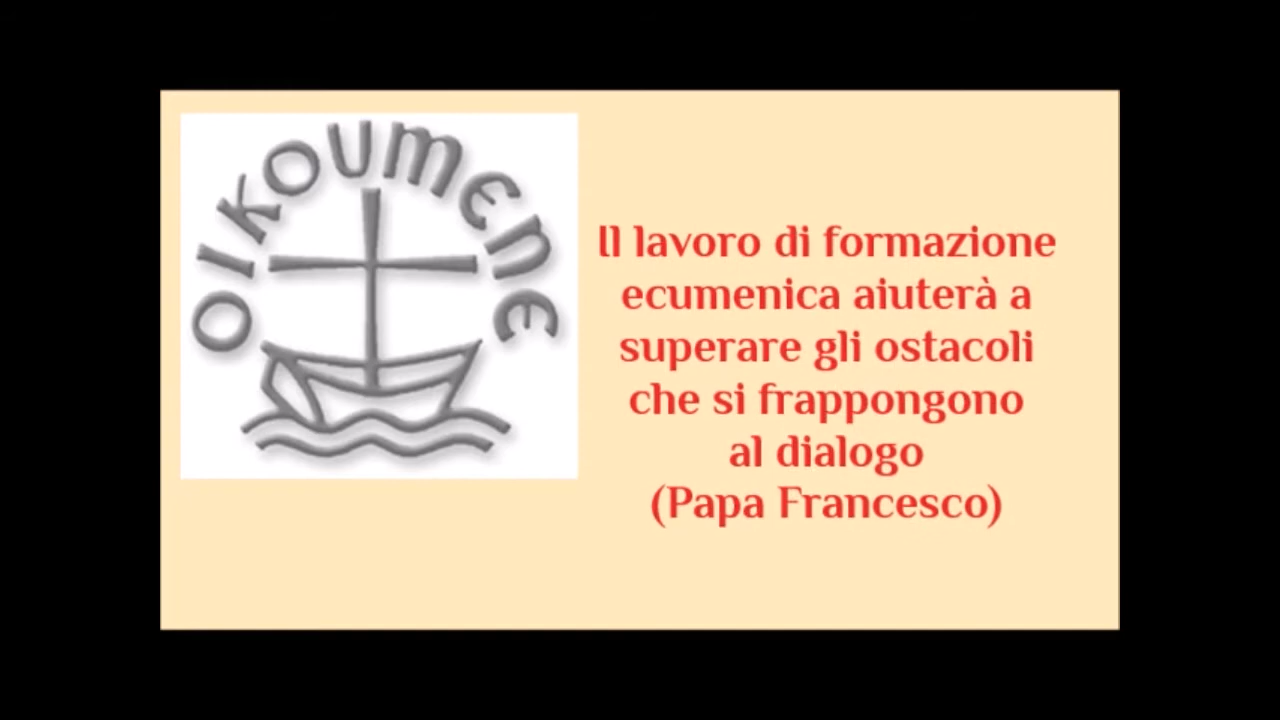 OIKOUMENE
Il lavoro di formazione
ecumenica aiuterà a
superare gli ostacoli
che si frappongono
al dialogo
(Papa Francesco)